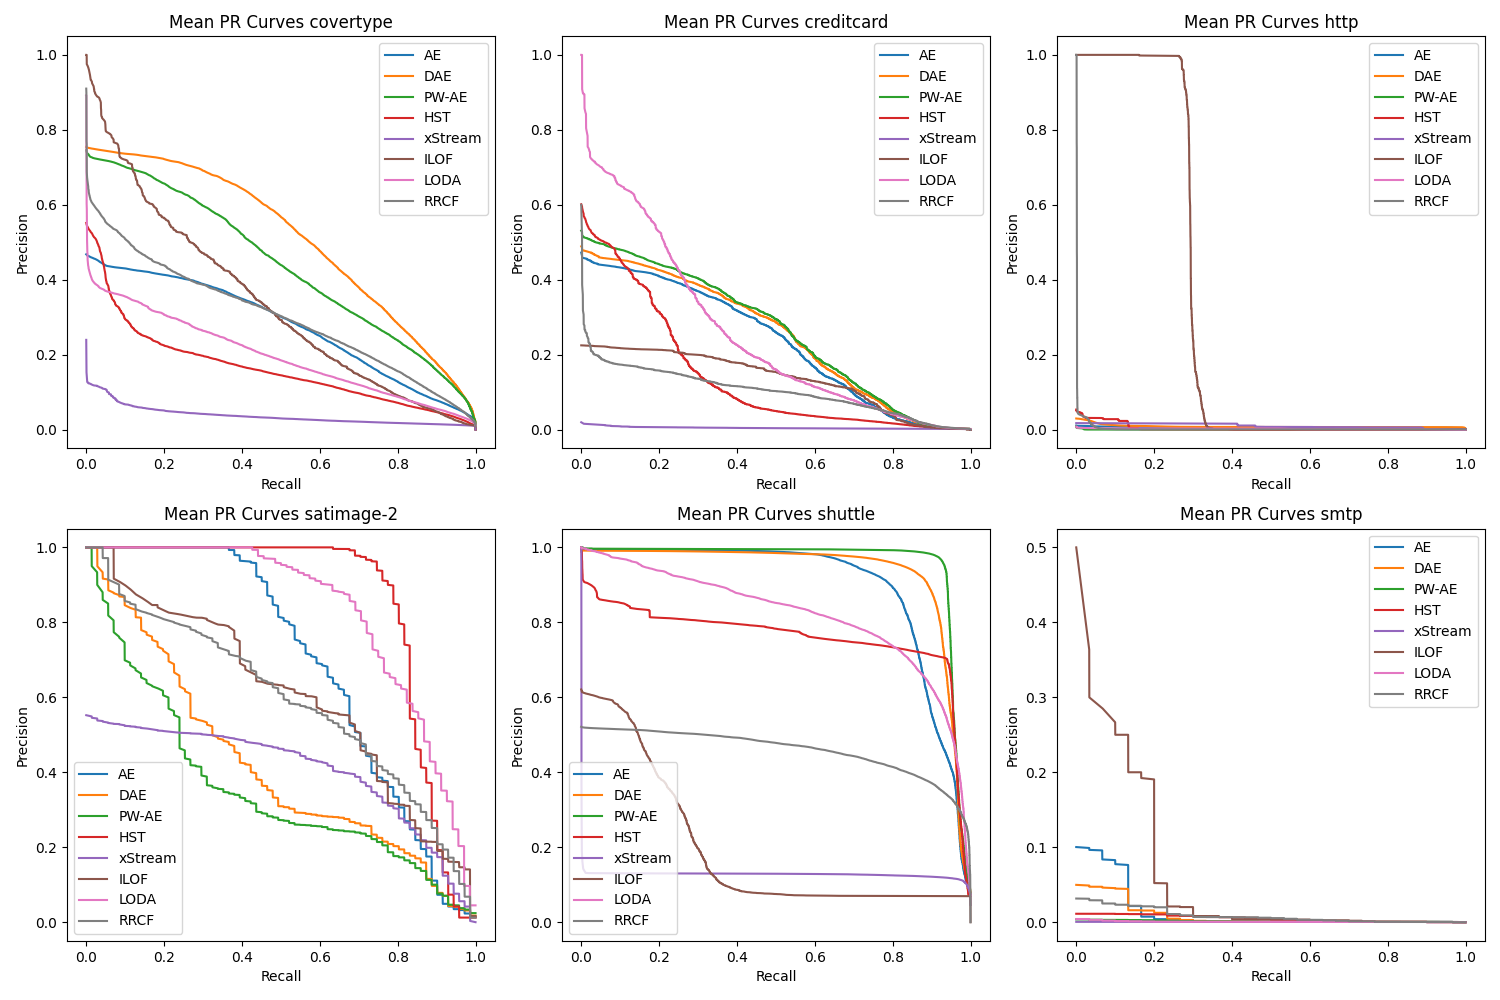 Mean PR Curves covertype
Precision
1.0
0.8
0.6
0.4
0.2
0.0
AE
DAE
PW-AE
HST
xStream
ILOF
LODA
RRCF
0.0 0.2 0.4 0.6 0.8 1.0
Recall
Mean PR Curves creditcard
Precision
1.0
0.8
0.6
0.4
0.2
0.0
AE
DAE
PW-AE
HST
xStream
ILOF
LODA
RRCF
0.0 0.2 0.4 0.6 0.8 1.0
Recall
Mean PR Curves http
Precision
1.0
0.8
0.6
0.4
0.2
0.0
AE
DAE
PW-AE
HST
xStream
ILOF
LODA
RRCF
0.0 0.2 0.4 0.6 0.8 1.0
Recall
Mean PR Curves satimage-2
Precision
1.0
0.8
0.6
0.4
0.2
0.0
AE
DAE
PW-AE
HST
xStream
ILOF
LODA
RRCF
0.0 0.2 0.4 0.6 0.8 1.0
Recall
Mean PR Curves shuttle
Precision
1.0
0.8
0.6
0.4
0.2
0.0
AE
DAE
PW-AE
HST
xStream
ILOF
LODA
RRCF
0.0 0.2 0.4 0.6 0.8 1.0
Recall
Mean PR Curves smtp
Precision
0.5
0.4
0.3
0.2
0.1
0.0
AE
DAE
PW-AE
HST
xStream
ILOF
LODA
RRCF
0.0 0.2 0.4 0.6 0.8 1.0
Recall